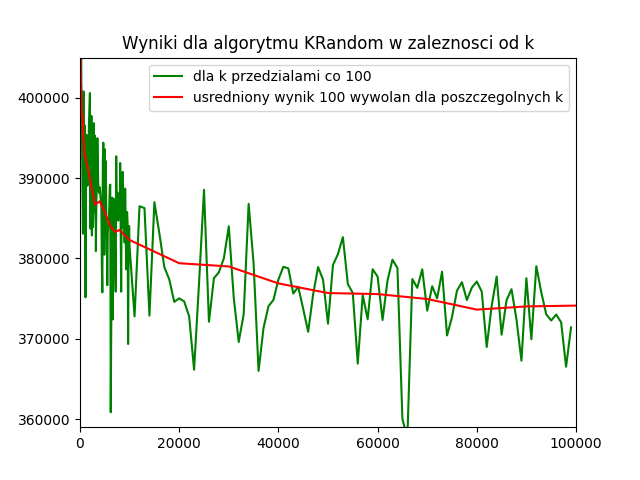 Wyniki dla algorytmu KRandom w zaleznosci od k
dla k przedzialami co 100
usredniony wynik 100 wywolan dla poszczegolnych k
400000
390000
380000
370000
360000
0 20000 40000 60000 80000 100000